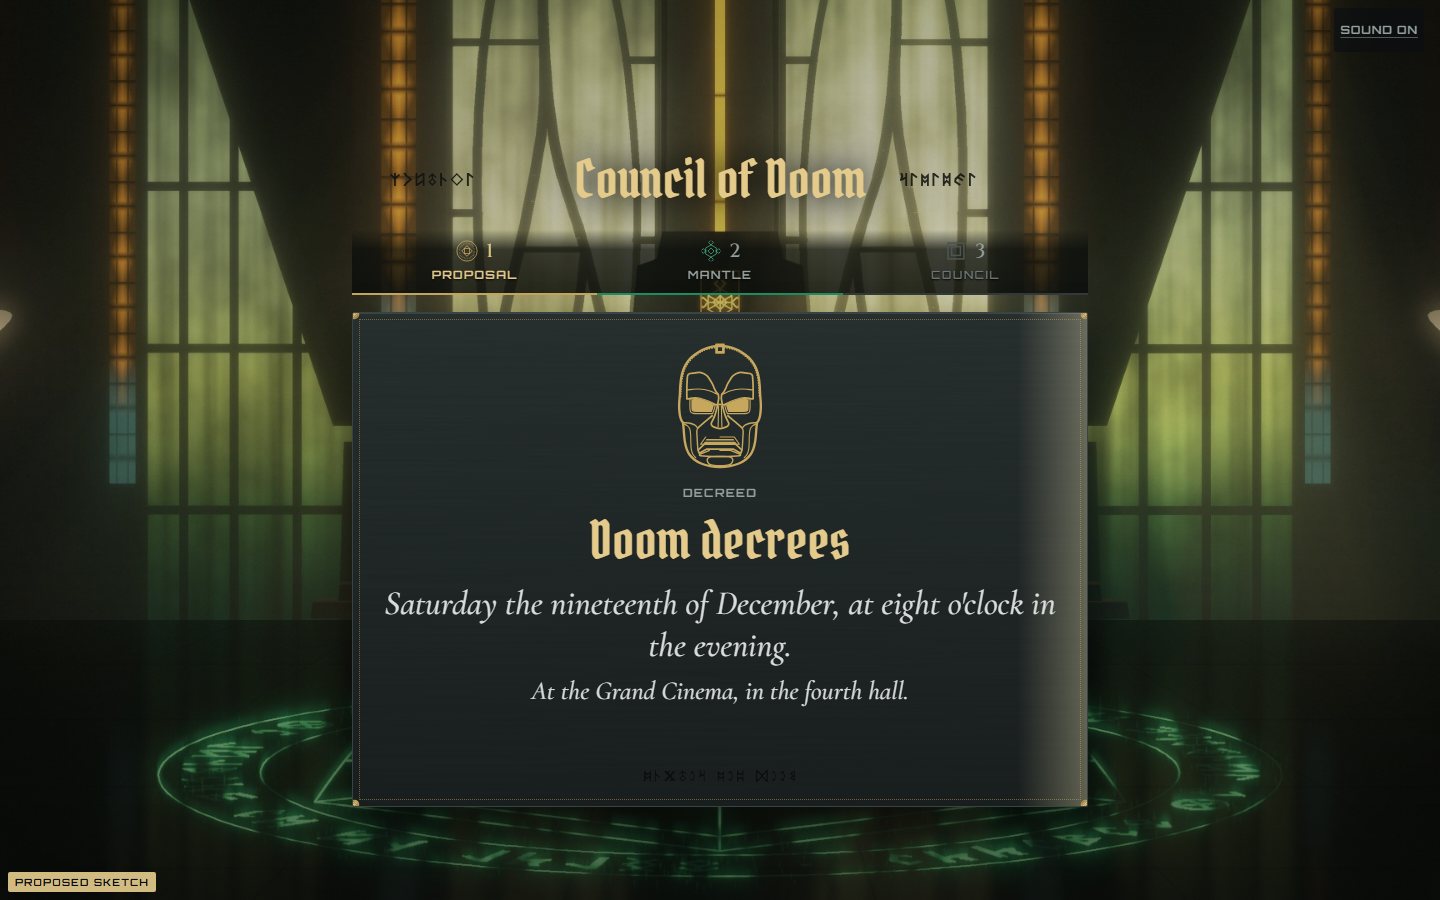 SOUND ON
Council of Doom
1
PROPOSAL
2
MANTLE
3
COUNCIL
DECREED
Doom decrees
Saturday the nineteenth of December, at eight o'clock in
the evening.
At the Grand Cinema, in the fourth hall.
PROPOSED SKETCH